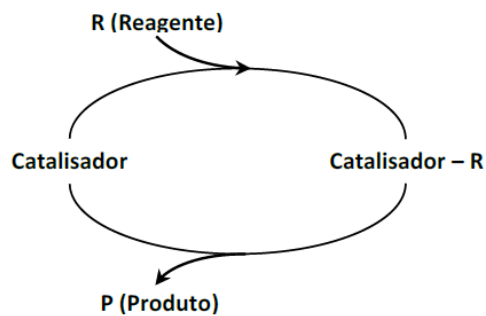 R (Reagente)
Catalisador
Catalisador – R
P (Produto)